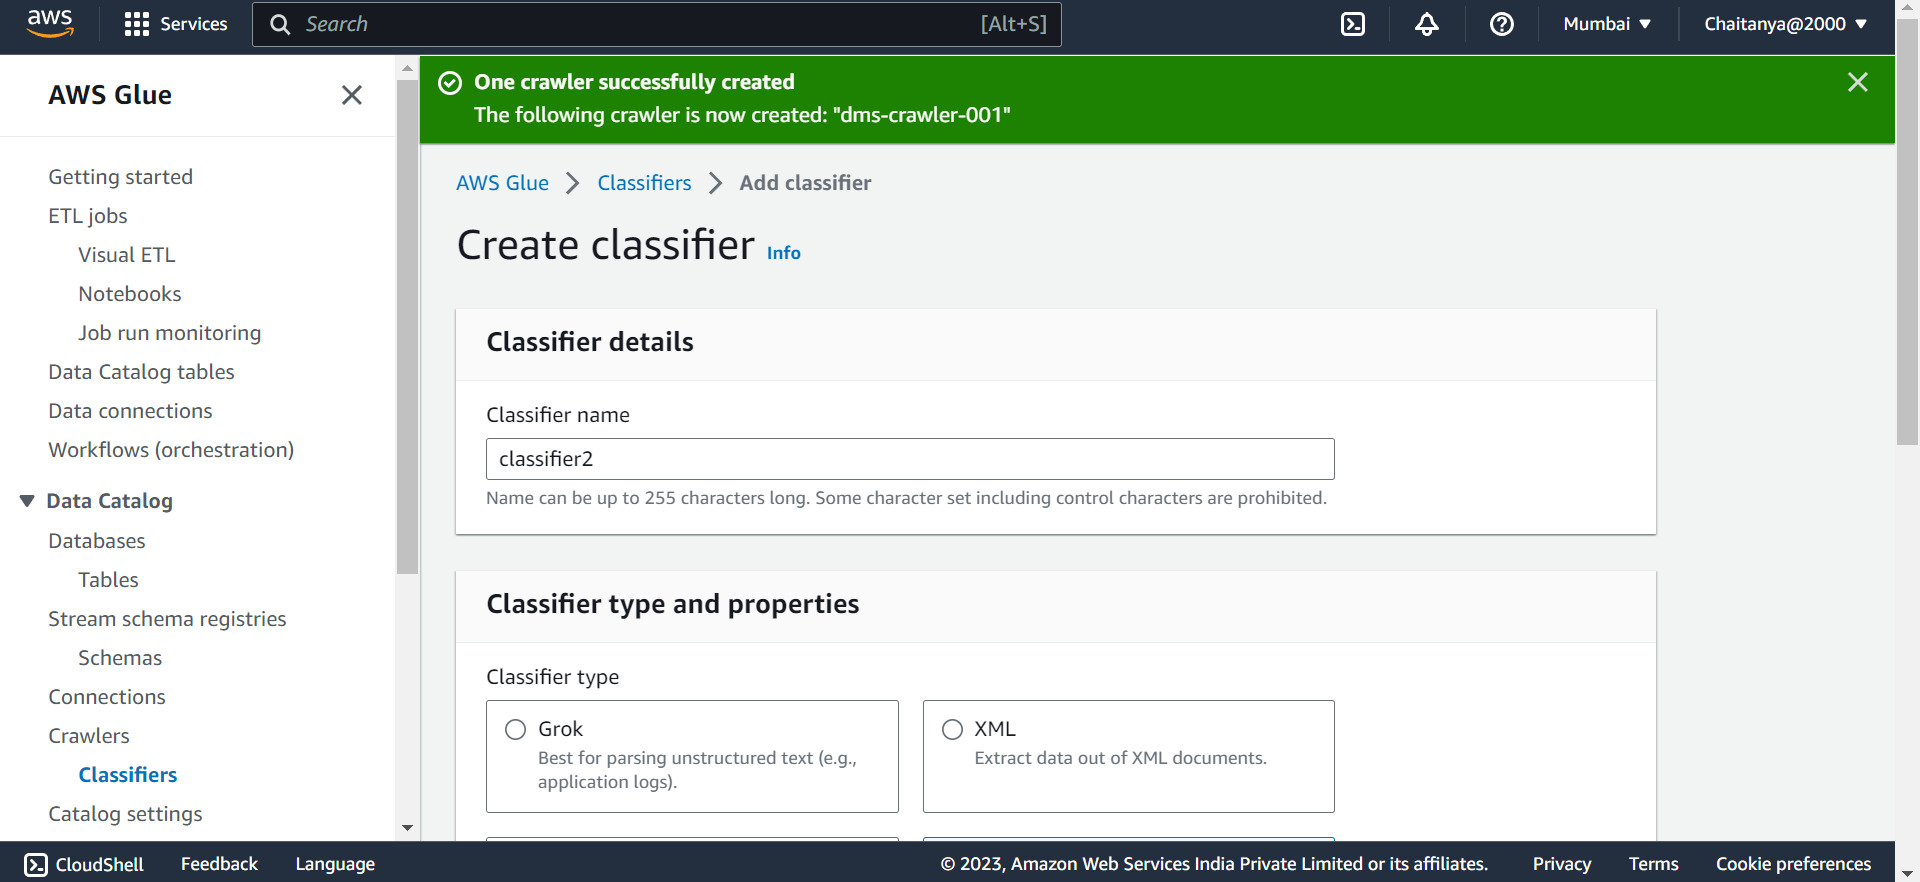 aws
Services
Search
[Alt+S]
Mumbai
Chaitanya@2000
AWS Glue
Getting started
ETL jobs
Visual ETL
Notebooks
Job run monitoring
Data Catalog tables
Data connections
Workflows (orchestration)
Data Catalog
Databases
Tables
Stream schema registries
Schemas
Connections
Crawlers
Classifiers
Catalog settings
One crawler successfully created
The following crawler is now created: "dms-crawler-001"
AWS Glue
Classifiers
Add classifier
Create classifier Info
Classifier details
Classifier name
classifier2
Name can be up to 255 characters long. Some character set including control characters are prohibited.
Classifier type and properties
Classifier type
Grok
Best for parsing unstructured text (e.g.,
application logs).
XML
Extract data out of XML documents.
CloudShell
Feedback
Language
© 2023, Amazon Web Services India Private Limited or its affiliates.
Privacy
Terms
Cookie preferences